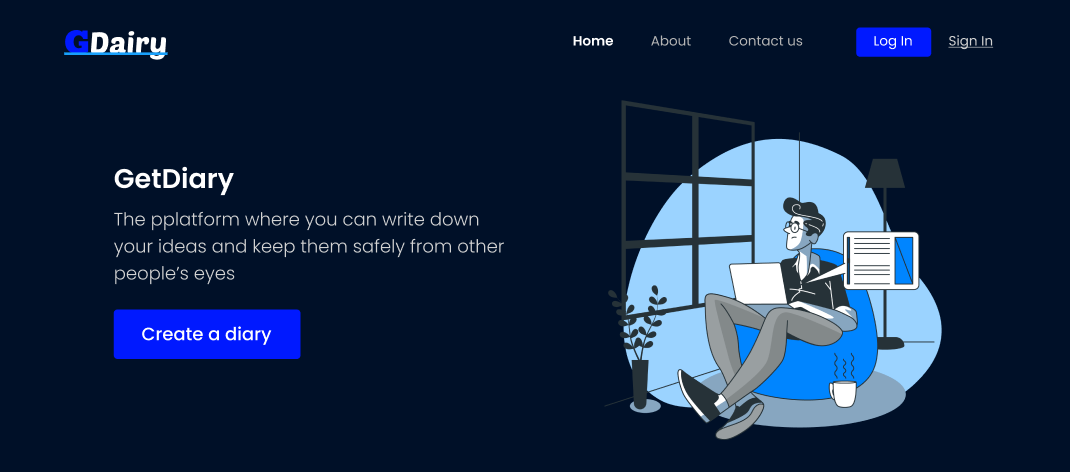 GDairy
Home
About
Contact us
Log In
Sign In
GetDiary
The pplatform where you can write down
your ideas and keep them safely from other
people’s eyes
Create a diary